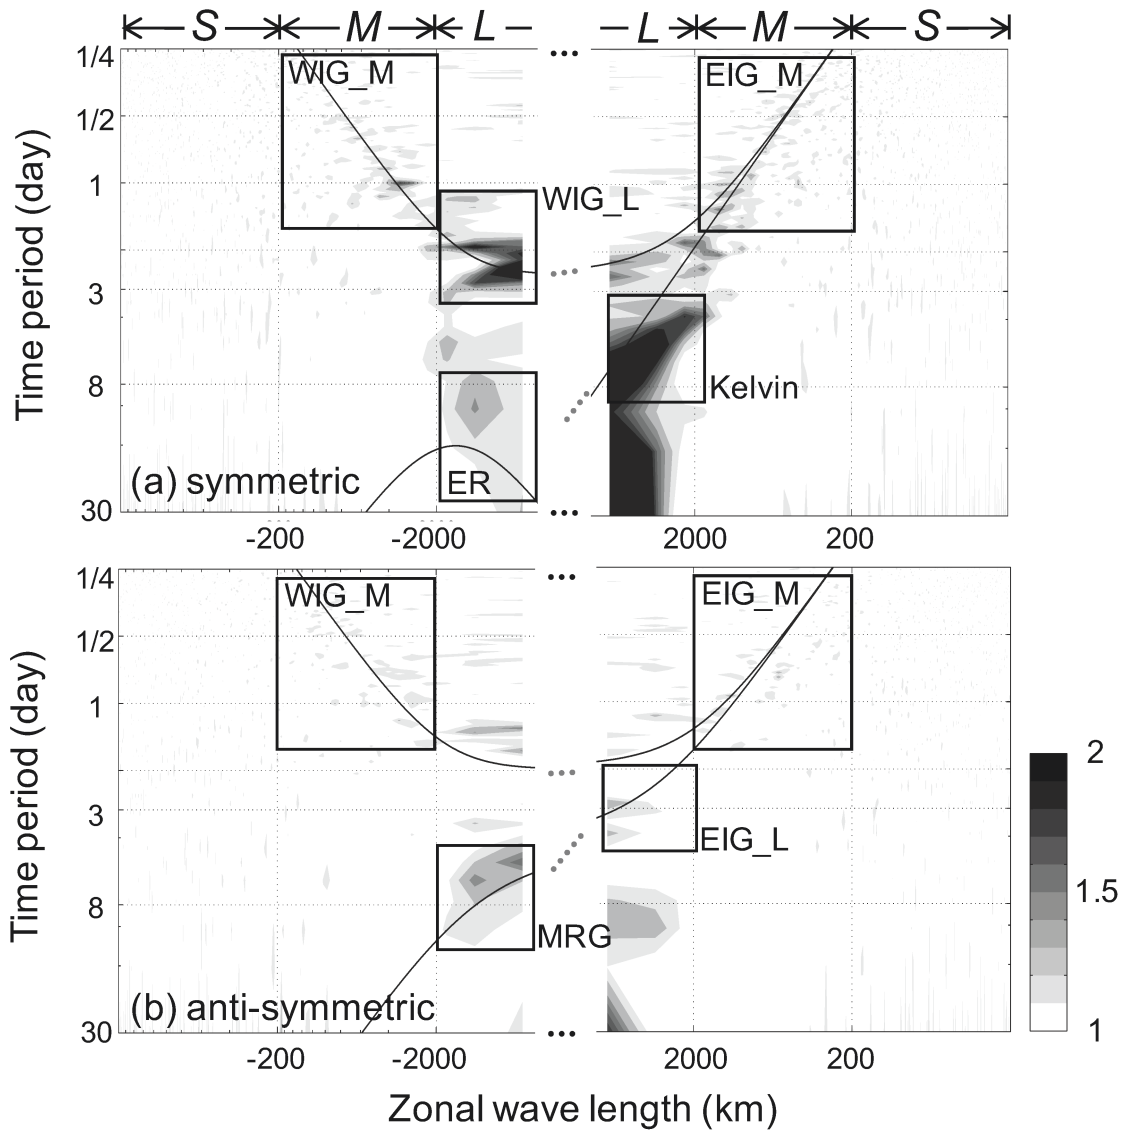 S M L ... L M S
1/4
WIG_M
EIG_M
1/2
1
WIG_L
3
Kelvin
8
(a) symmetric
ER
30
...
-200 -2000 2000 200
Time period (day)
1/4
...
WIG_M
EIG_M
1/2
1
3
EIG_L
8
MRG
(b) anti-symmetric
30
...
-200 -2000 2000 200
Time period (day)
2
1.5
1
Zonal wave length (km)